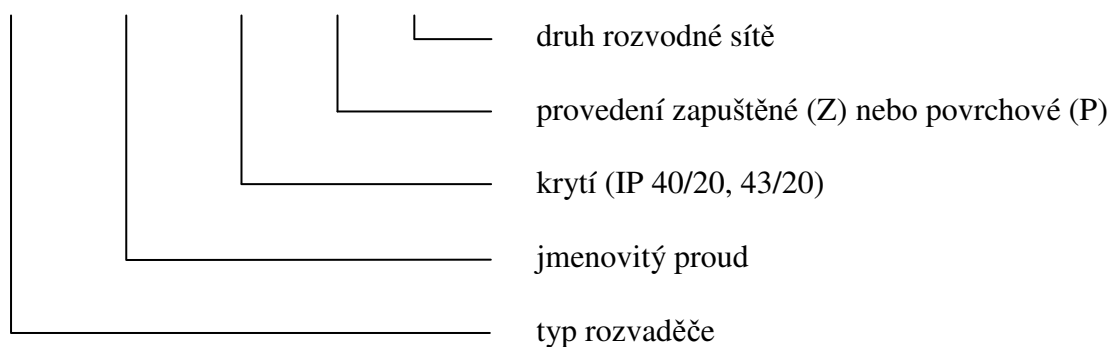 druh rozvodné sítě
provedení zapuštěné (Z) nebo povrchové (P)
krytí (IP 40/20, 43/20)
jmenovitý proud
typ rozvaděče